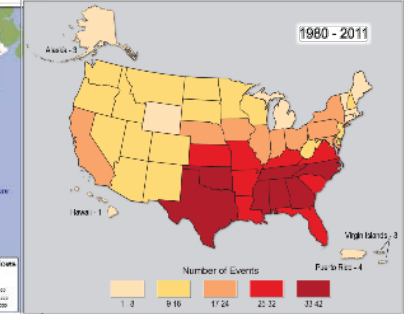 1980 - 2011
Alaska - 3
Hawaii - 1
Virgin Islands - 3
Puerto Rico - 4
Number of Events
1 - 8
9-16
17-24
25-32
33-42